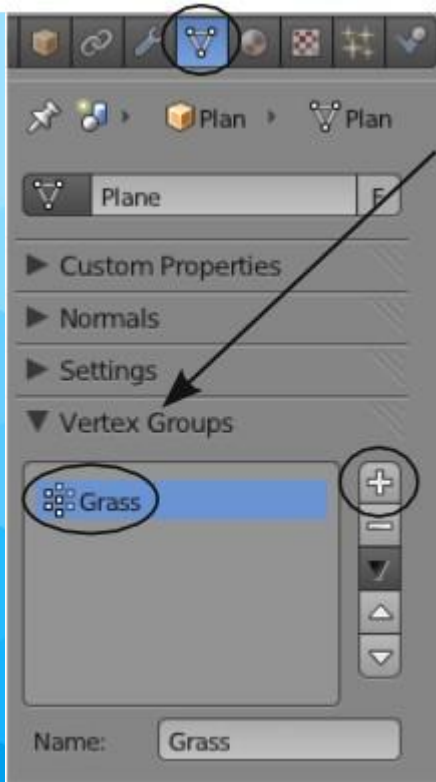 Plan Plan
Plane F
Custom Properties
Normals
Settings
Vertex Groups
Grass
Name: Grass